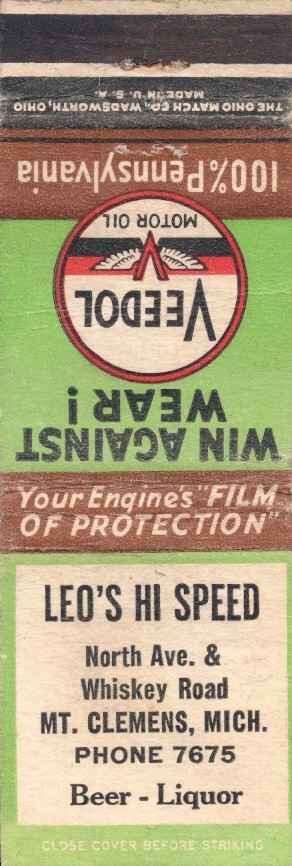 THE OHIO MATCH CO., WADSWORTH, OHIO
MADE IN U. S. A.
100% Pennsylvania
VEEDOL
MOTOR OIL
WIN AGAINST
WEAR!
Your Engine's "FILM
OF PROTECTION"
LEO'S HI SPEED
North Ave. &
Whiskey Road
MT. CLEMENS, MICH.
PHONE 7675
Beer - Liquor
CLOSE COVER BEFORE STRIKING